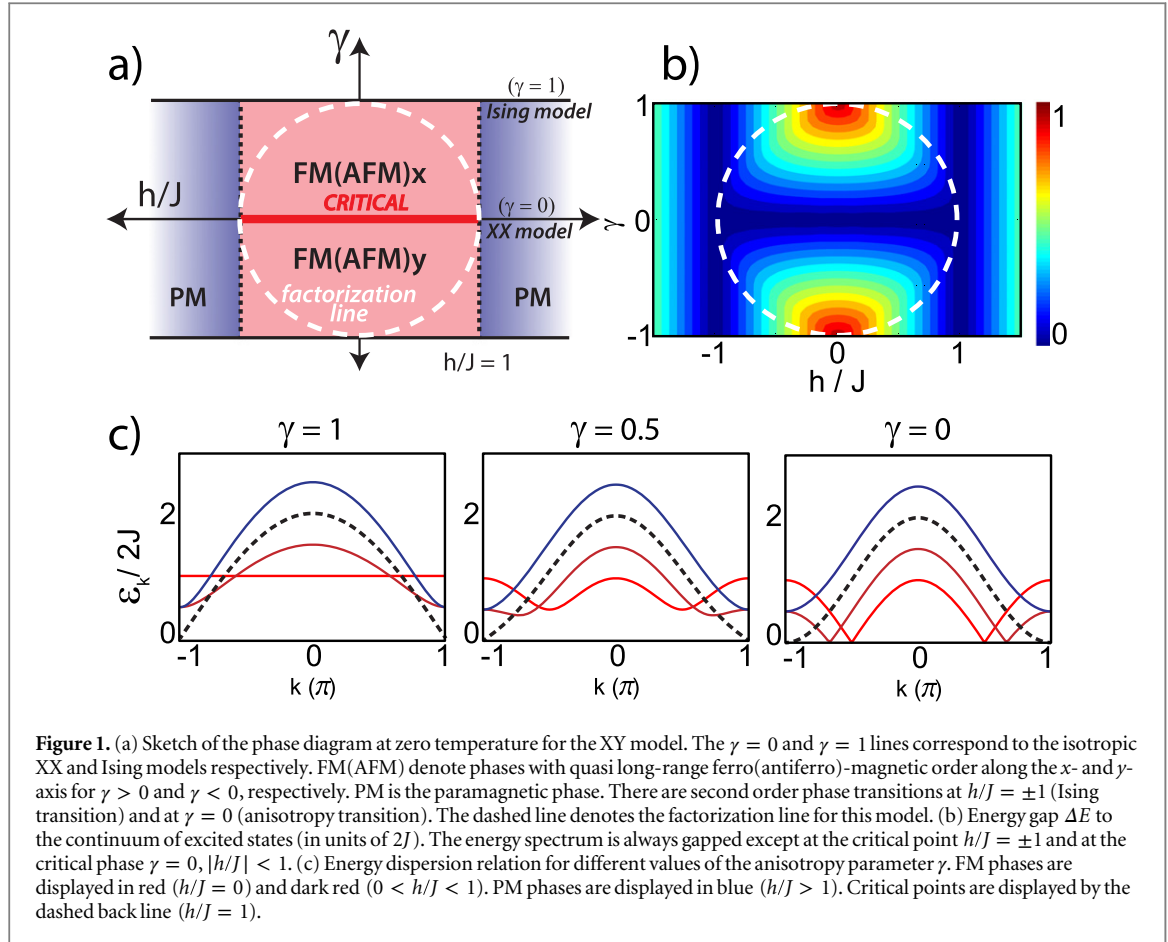 a)
γ
(γ = 1)
Ising model
FM(AFM)x
CRITICAL
h/J
(γ = 0)
XX model
FM(AFM)y
PM
factorization
line
PM
h/J = 1
b)
1
0
-1
γ
-1
0
1
h / J
1
0
c)
γ = 1
γ = 0.5
γ = 0
εk/ 2J
2
0
-1
0
1
k (π)
2
0
-1
0
1
k (π)
2
0
-1
0
1
k (π)
Figure 1. (a) Sketch of the phase diagram at zero temperature for the XY model. The γ = 0 and γ = 1 lines correspond to the isotropic
XX and Ising models respectively. FM(AFM) denote phases with quasi long-range ferro(antiferro)-magnetic order along the x- and y-
axis for γ > 0 and γ < 0, respectively. PM is the paramagnetic phase. There are second order phase transitions at h/J = ±1 (Ising
transition) and at γ = 0 (anisotropy transition). The dashed line denotes the factorization line for this model. (b) Energy gap ΔE to
the continuum of excited states (in units of 2J). The energy spectrum is always gapped except at the critical point h/J = ±1 and at the
critical phase γ = 0, |h/J| < 1. (c) Energy dispersion relation for different values of the anisotropy parameter γ. FM phases are
displayed in red (h/J = 0) and dark red (0 < h/J < 1). PM phases are displayed in blue (h/J > 1). Critical points are displayed by the
dashed back line (h/J = 1).